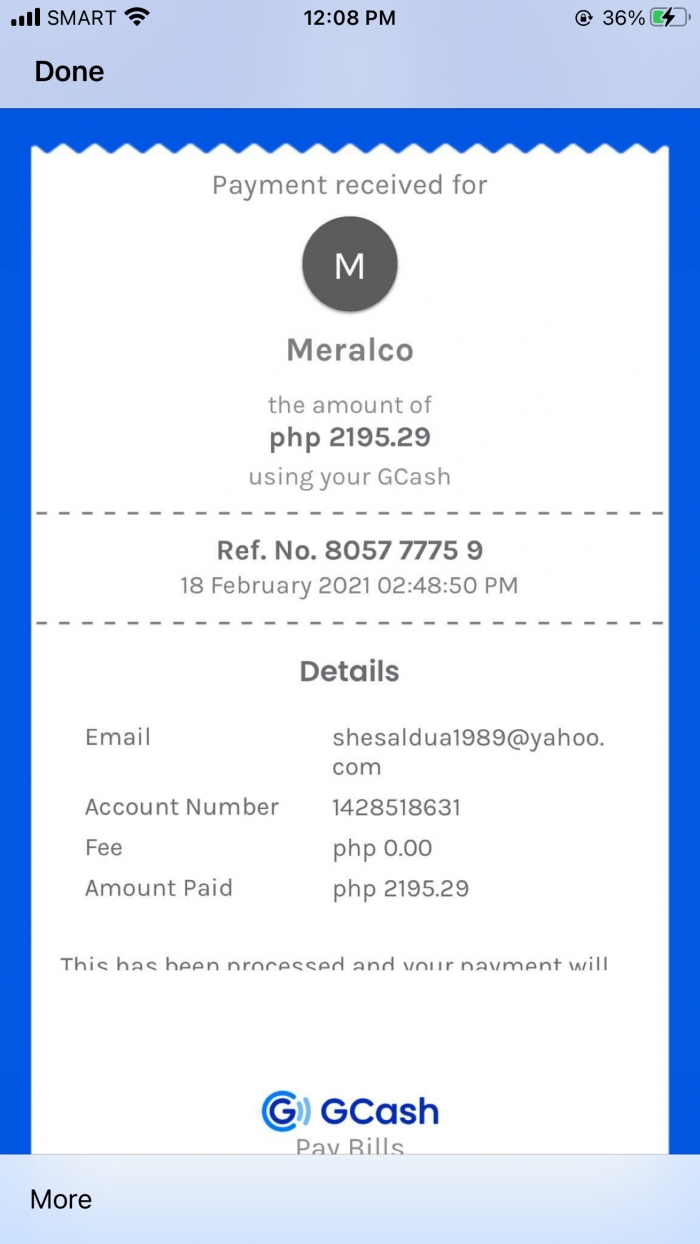 SMART
12:08 PM
36%
Done
Payment received for
M
Meralco
the amount of
php 2195.29
using your GCash
Ref. No. 8057 7775 9
18 February 2021 02:48:50 PM
Details
Email shesaldua1989@yahoo.
com
Account Number 1428518631
Fee php 0.00
Amount Paid php 2195.29
This has been processed and your payment will
G GCash
Pay Bills
More